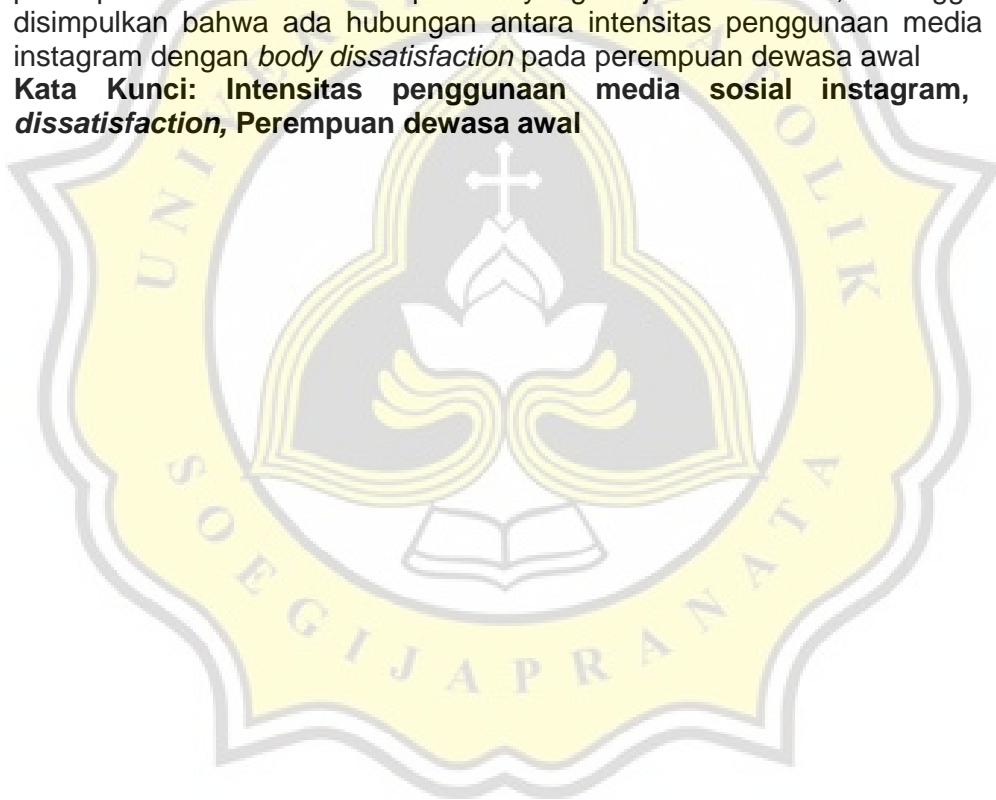 disimpulkan bahwa ada hubungan antara intensitas penggunaan media
instagram dengan body dissatisfaction pada perempuan dewasa awal
Kata Kunci: Intensitas penggunaan media sosial instagram,
dissatisfaction, Perempuan dewasa awal
SOEGIJAPRANATA